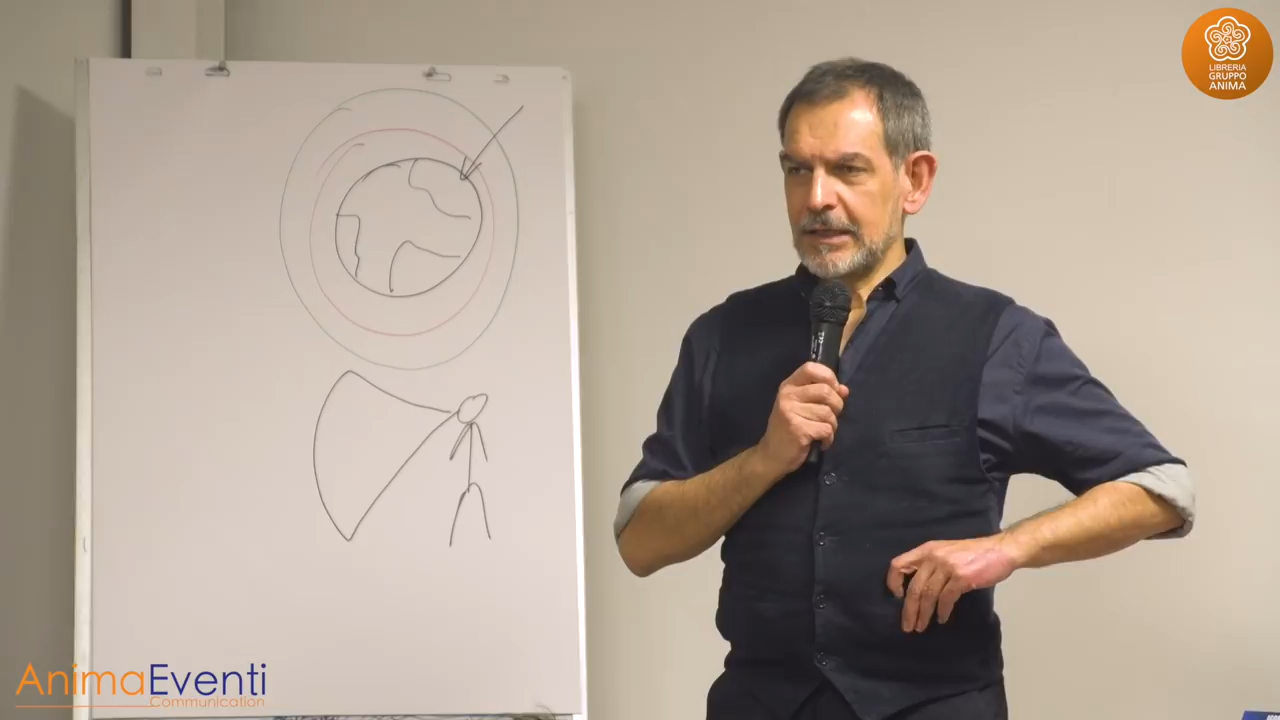 LIBRERIA
GRUPPO
ANIMA
AnimaEventi
Communication